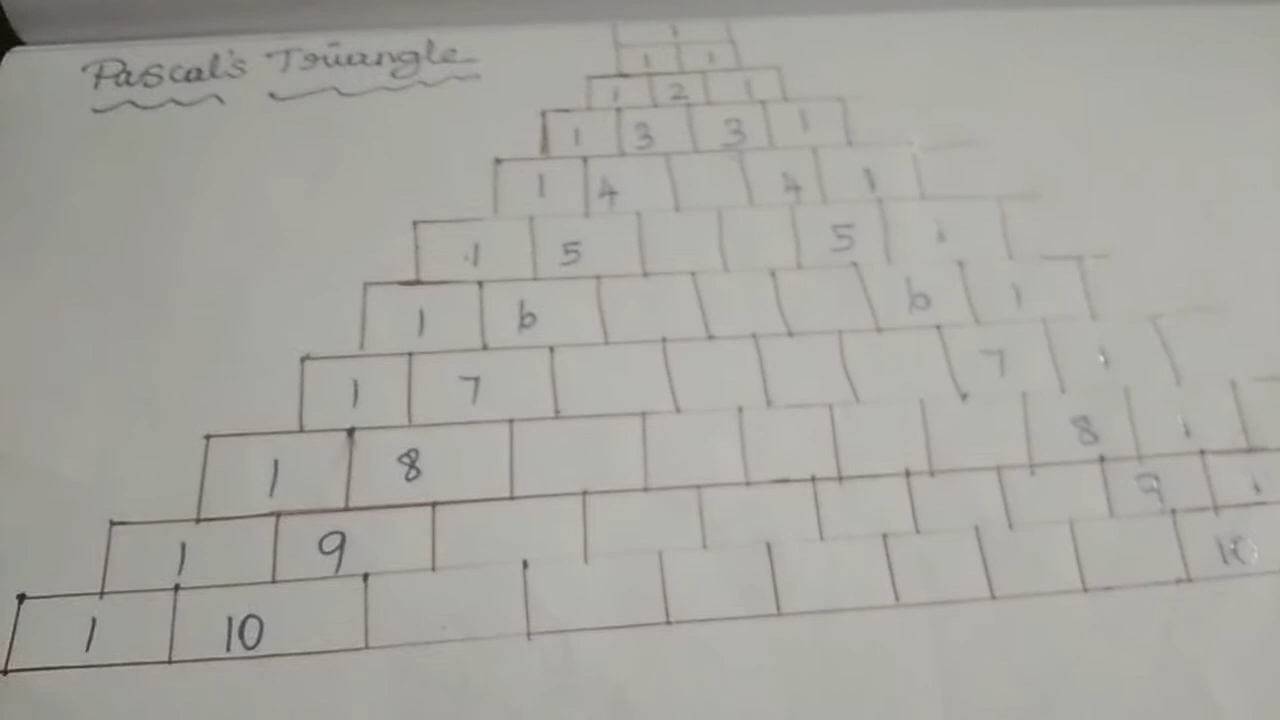 Pascal's Triangle
1
1 1
1 2 1
1 3 3 1
1 4 4 1
1 5 5 1
1 6 6 1
1 7 7 1
1 8 8 1
1 9 9 1
1 10 10